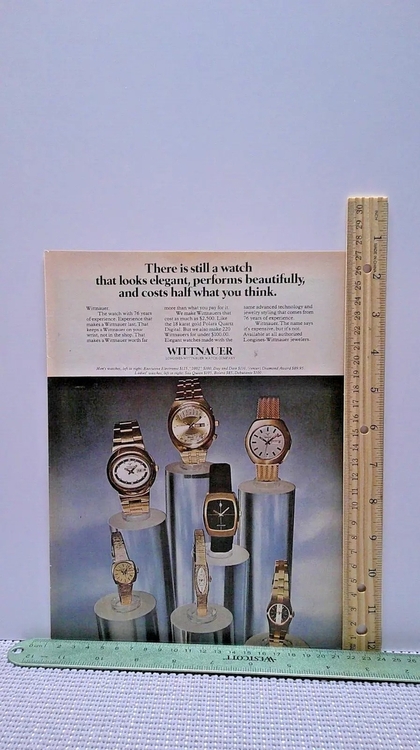 There is still a watch
that looks elegant, performs beautifully,
and costs half what you think.
Wittnauer.
The watch with 76 years
of experience. Experience that
makes a Wittnauer last. That
keeps a Wittnauer on your
wrist, not in the shop. That
makes a Wittnauer worth far
more than what you pay for it.
We make Wittnauers that
cost as much as $2,500. Like
the 18 karat gold Polara Quartz
Digital. But we also make 220
Wittnauers for under $100.00.
Elegant watches made with the
same advanced technology and
jewelry styling that comes from
76 years of experience.
Wittnauer. The name says
it's expensive, but it's not.
Available at all authorized
Longines-Wittnauer jewelers.
WITTNAUER
WESTCOTT